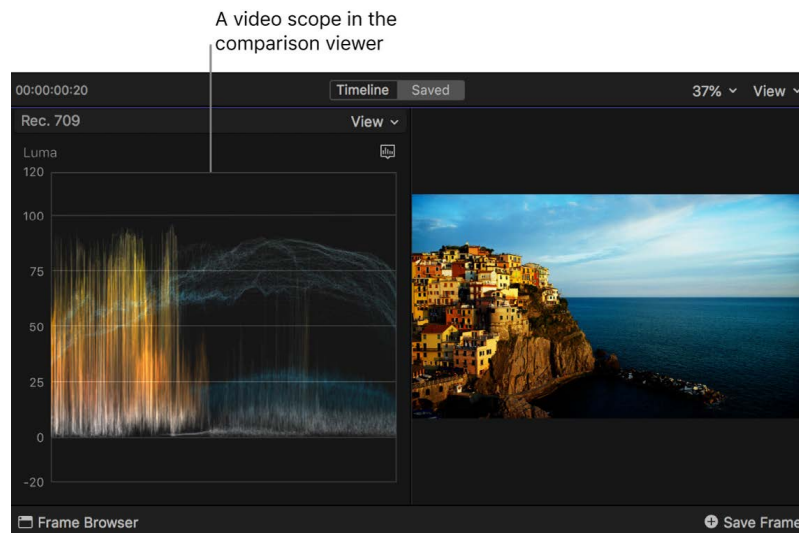 A video scope in the
comparison viewer
00:00:00:20
Timeline
Saved
37%
View
Rec. 709
View
Luma
120
100
75
50
25
0
-20
Frame Browser
Save Frame